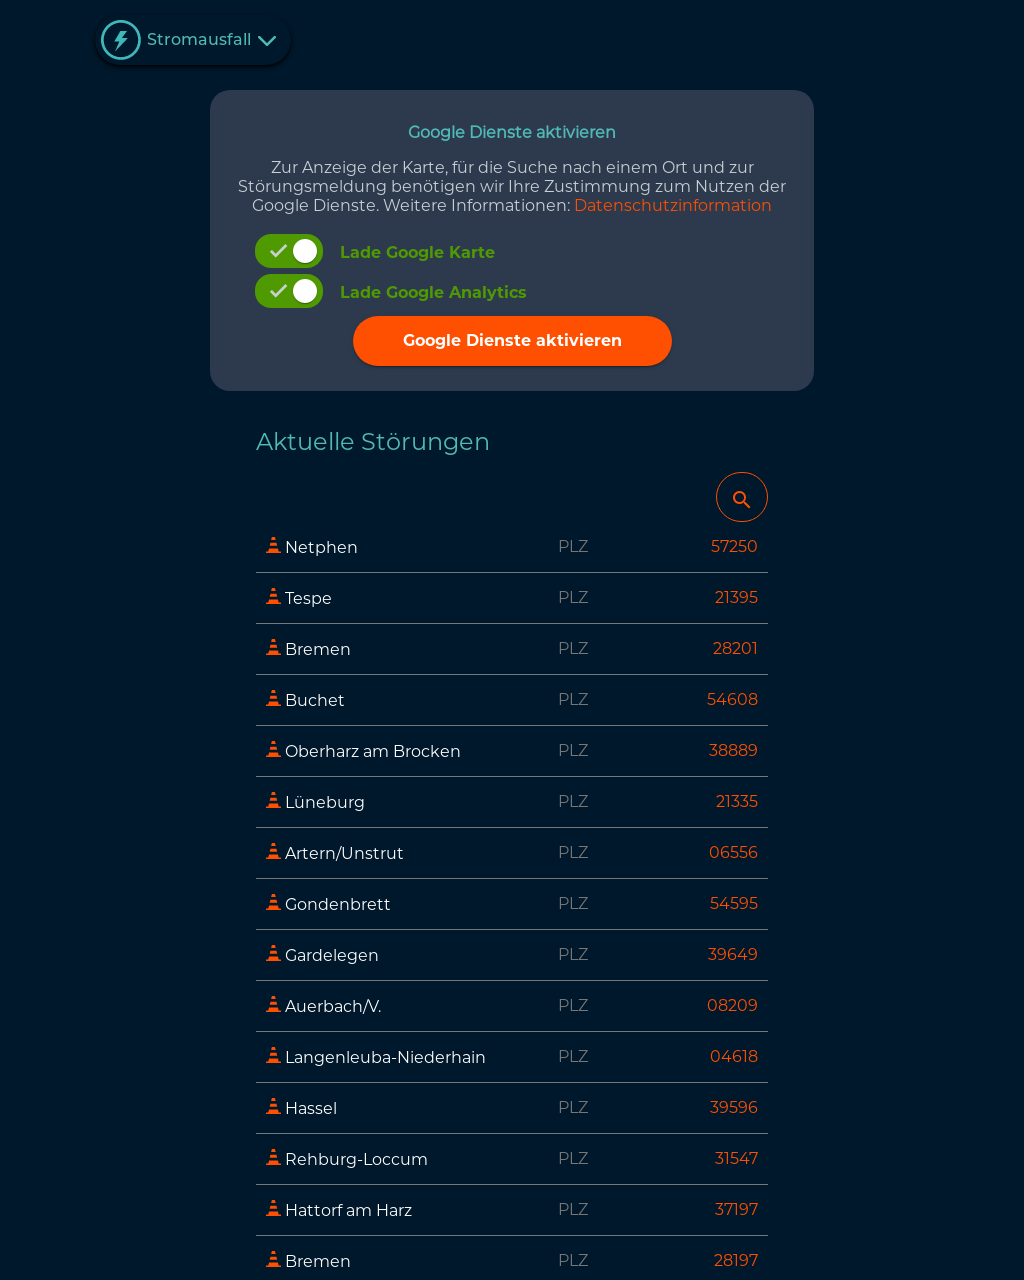 Stromausfall
Google Dienste aktivieren
Zur Anzeige der Karte, für die Suche nach einem Ort und zur
Störungsmeldung benötigen wir Ihre Zustimmung zum Nutzen der
Google Dienste. Weitere Informationen: Datenschutzinformation
Lade Google Karte
Lade Google Analytics
Google Dienste aktivieren
Aktuelle Störungen
Netphen PLZ 57250
Tespe PLZ 21395
Bremen PLZ 28201
Buchet PLZ 54608
Oberharz am Brocken PLZ 38889
Lüneburg PLZ 21335
Artern/Unstrut PLZ 06556
Gondenbrett PLZ 54595
Gardelegen PLZ 39649
Auerbach/V. PLZ 08209
Langenleuba-Niederhain PLZ 04618
Hassel PLZ 39596
Rehburg-Loccum PLZ 31547
Hattorf am Harz PLZ 37197
Bremen PLZ 28197